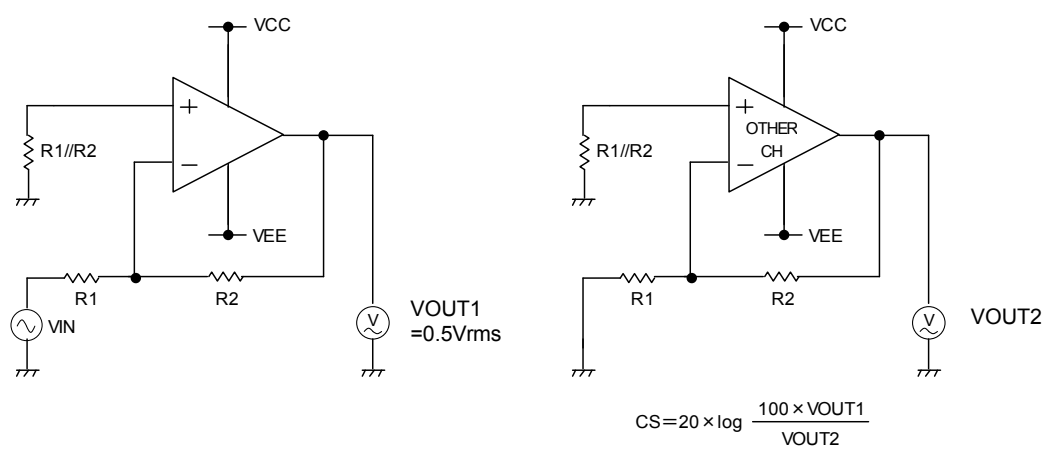 VCC
+
R1//R2
−
VEE
R1
R2
VIN
V
VOUT1
=0.5Vrms
VCC
+
OTHER
CH
R1//R2
−
VEE
R1
R2
V
VOUT2
CS=20×log 100×VOUT1
VOUT2